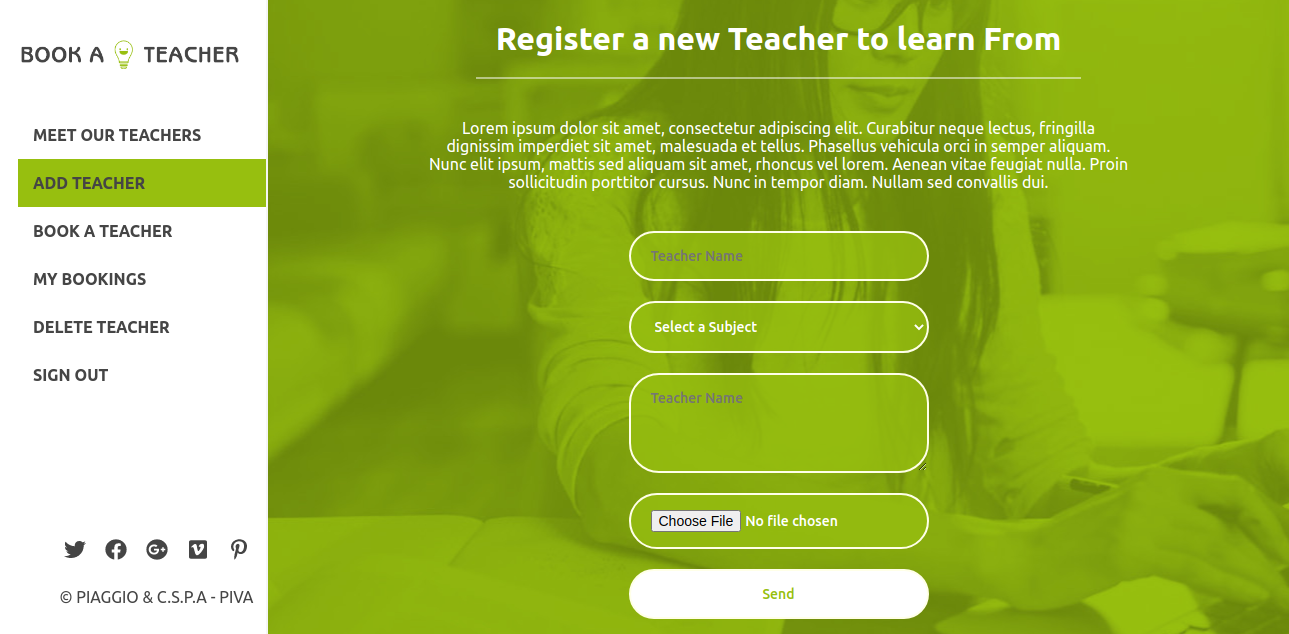 BOOK A TEACHER
MEET OUR TEACHERS
ADD TEACHER
BOOK A TEACHER
MY BOOKINGS
DELETE TEACHER
SIGN OUT
© PIAGGIO & C.S.P.A - PIVA
Register a new Teacher to learn From
Lorem ipsum dolor sit amet, consectetur adipiscing elit. Curabitur neque lectus, fringilla
dignissim imperdiet sit amet, malesuada et tellus. Phasellus vehicula orci in semper aliquam.
Nunc elit ipsum, mattis sed aliquam sit amet, rhoncus vel lorem. Aenean vitae feugiat nulla. Proin
sollicitudin porttitor cursus. Nunc in tempor diam. Nullam sed convallis dui.
Teacher Name
Select a Subject
Teacher Name
Choose File No file chosen
Send